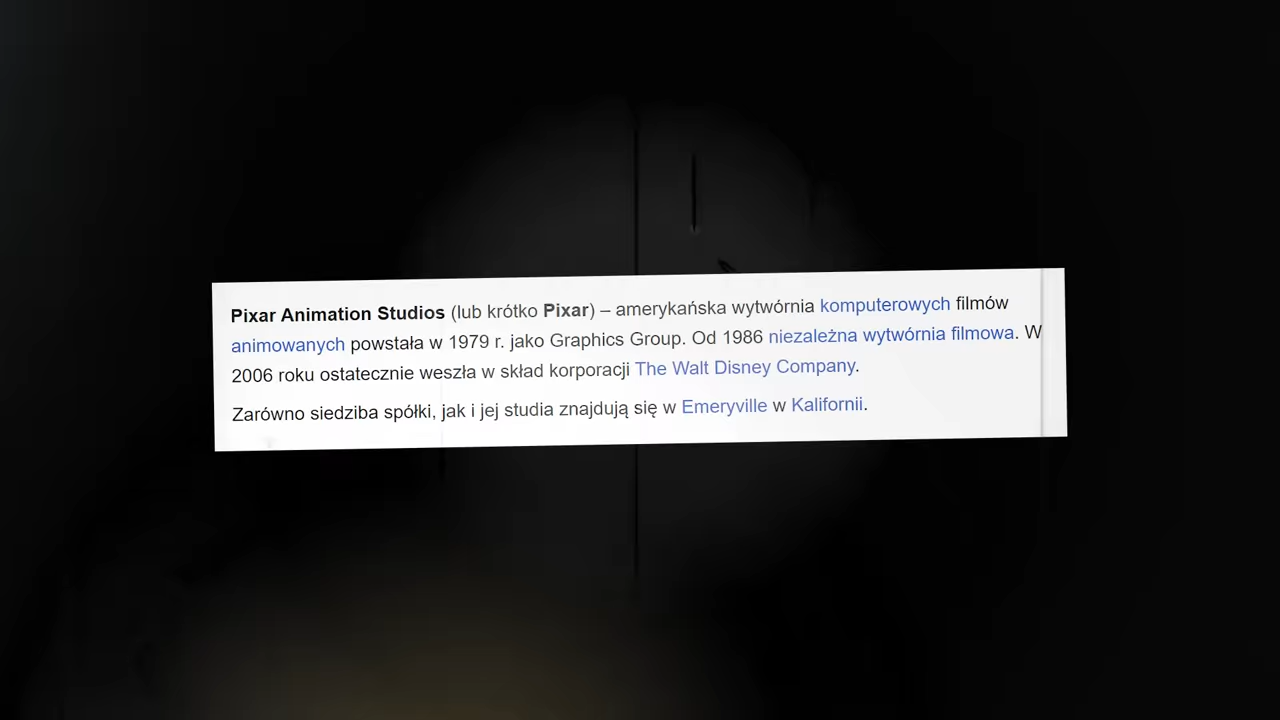 Pixar Animation Studios (lub krótko Pixar) – amerykańska wytwórnia komputerowych filmów
animowanych powstała w 1979 r. jako Graphics Group. Od 1986 niezależna wytwórnia filmowa. W
2006 roku ostatecznie weszła w skład korporacji The Walt Disney Company.
Zarówno siedziba spółki, jak i jej studia znajdują się w Emeryville w Kalifornii.